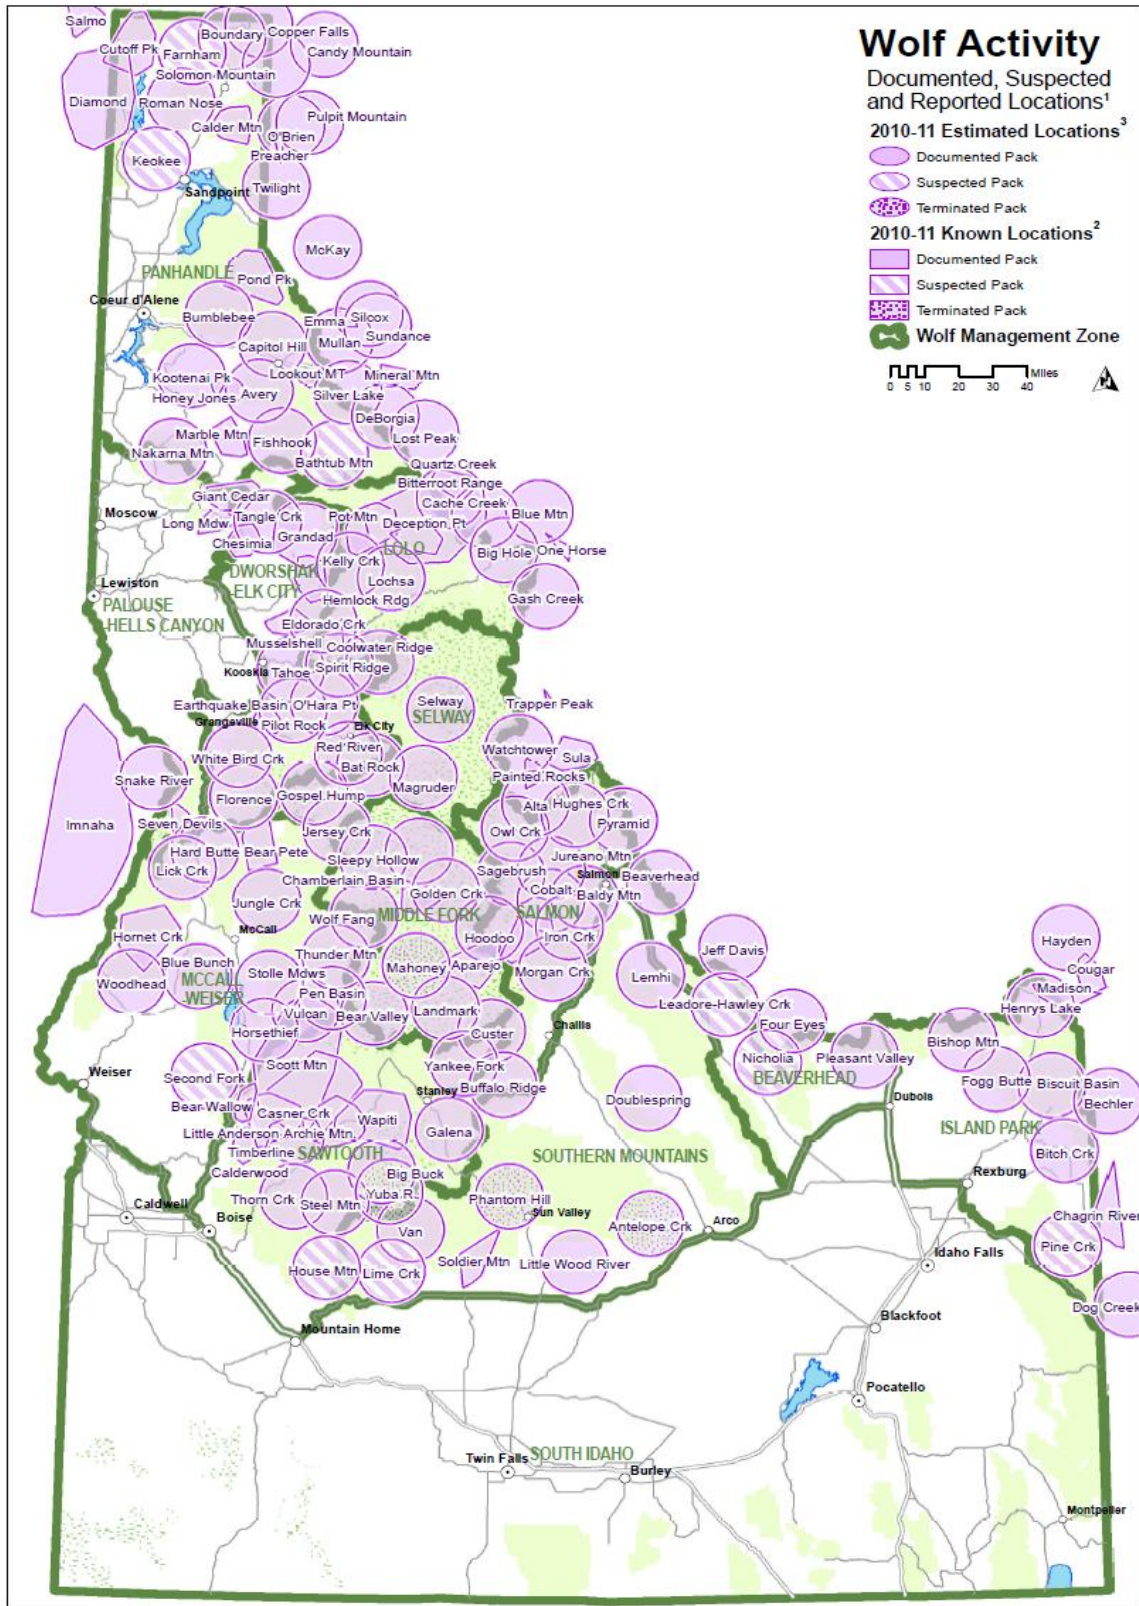 Wolf Activity
Documented, Suspected
and Reported Locations¹
2010-11 Estimated Locations³
Documented Pack
Suspected Pack
Terminated Pack
2010-11 Known Locations²
Documented Pack
Suspected Pack
Terminated Pack
Wolf Management Zone
0 5 10 20 30 40 Miles
Salmo
Boundary
Copper Falls
Cutoff Pk
Farnham
Candy Mountain
Solomon Mountain
Diamond
Roman Nose
Pulpit Mountain
Calder Mtn
O'Brien
Keokee
Preacher
Sandpoint
Twilight
McKay
PANHANDLE
Pond Pk
Coeur d'Alene
Bumblebee
Emma
Silcox
Mullan
Sundance
Capitol Hill
Lookout MT
Mineral Mtn
Kootenai Pk
Honey Jones
Avery
Silver Lake
DeBorgia
Marble Mtn
Fishhook
Lost Peak
Nakarna Mtn
Bathtub Mtn
Quartz Creek
Bitterroot Range
Giant Cedar
Cache Creek
Blue Mtn
Moscow
Long Mdw
Tangle Crk
Pot Mtn
Deception Pt
Chesimia
Grandad
LOLO
Big Hole
One Horse
Kelly Crk
DWORSHAK
-ELK CITY
Lochsa
Lewiston
Hemlock Rdg
Gash Creek
PALOUSE
-HELLS CANYON
Eldorado Crk
Musselshell
Coolwater Ridge
Kooskia
Tahoe
Spirit Ridge
Selway
SELWAY
Trapper Peak
Earthquake Basin
O'Hara Pt
Grangeville
Pilot Rock
Elk City
Red River
Watchtower
Sula
White Bird Crk
Bat Rock
Painted Rocks
Snake River
Magruder
Florence
Gospel Hump
Alta
Hughes Crk
Imnaha
Seven Devils
Jersey Crk
Owl Crk
Pyramid
Hard Butte
Bear Pete
Sleepy Hollow
Jureano Mtn
Lick Crk
Sagebrush
Salmon
Beaverhead
Chamberlain Basin
Golden Crk
Cobalt
Baldy Mtn
Jungle Crk
Wolf Fang
MIDDLE FORK
SALMON
McCall
Hornet Crk
Hoodoo
Iron Crk
Hayden
Thunder Mtn
Jeff Davis
Blue Bunch
Stolle Mdws
Mahoney
Aparejo
Morgan Crk
Lemhi
Cougar
Woodhead
MCCALL
-WEISER
Pen Basin
Madison
Vulcan
Bear Valley
Landmark
Leadore-Hawley Crk
Henrys Lake
Horsethief
Custer
Challis
Four Eyes
Bishop Mtn
Scott Mtn
Yankee Fork
Nicholia
Pleasant Valley
Weiser
Second Fork
BEAVERHEAD
Stanley
Buffalo Ridge
Fogg Butte
Biscuit Basin
Bear Wallow
Casner Crk
Doublespring
Dubois
Bechler
Wapiti
Little Anderson
Archie Mtn
Galena
ISLAND PARK
Timberline
SAWTOOTH
SOUTHERN MOUNTAINS
Bitch Crk
Calderwood
Big Buck
Rexburg
Thorn Crk
Steel Mtn
Yuba R.
Phantom Hill
Caldwell
Sun Valley
Boise
Van
Antelope Crk
Arco
Chagrin River
Pine Crk
House Mtn
Lime Crk
Soldier Mtn
Little Wood River
Idaho Falls
Dog Creek
Mountain Home
Blackfoot
Pocatello
Twin Falls
SOUTH IDAHO
Burley
Montpelier